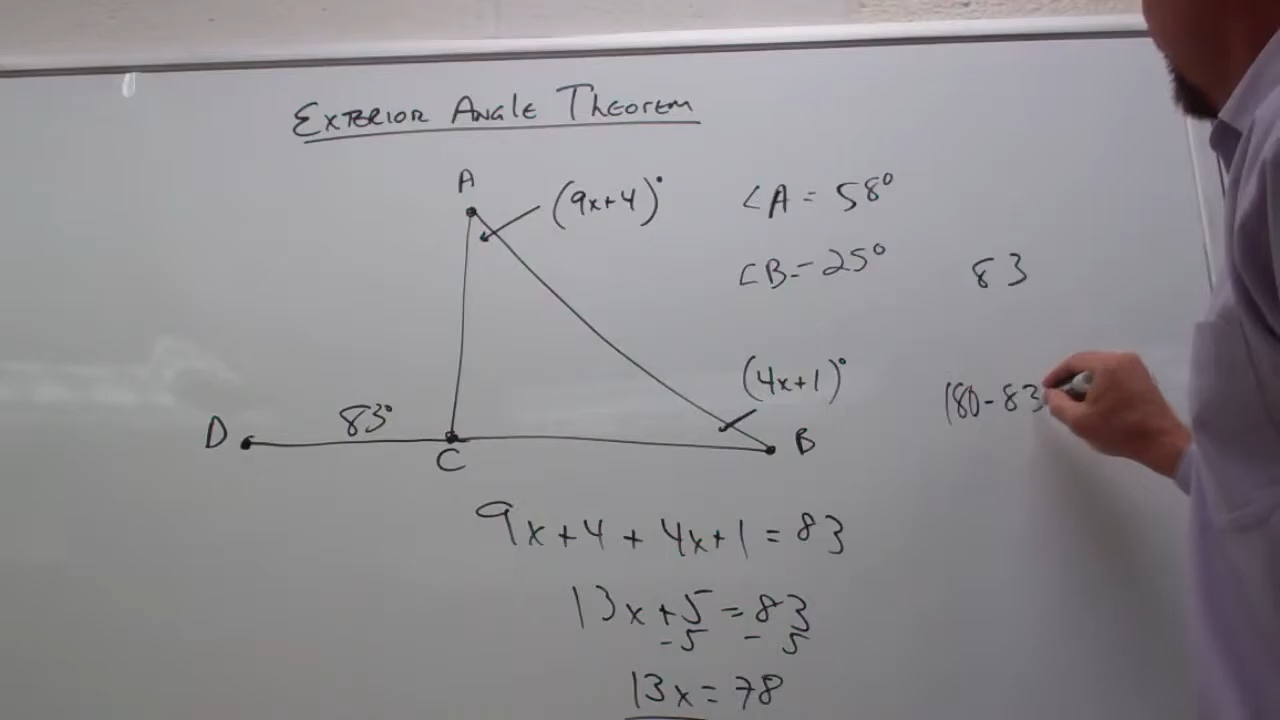 EXTERIOR ANGLE THEOREM
A
(9x+4)°
∠A = 58°
∠B = 25°
83
(4x+1)°
180-83
83°
D
C
B
9x+4 + 4x+1 = 83
13x+5 = 83
-5 - 5
13x = 78